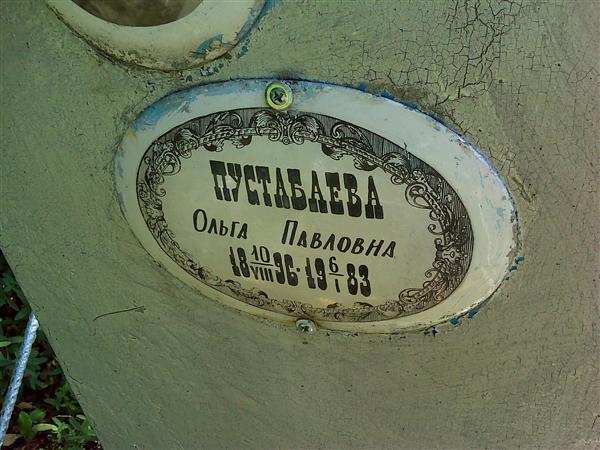 ПУСТАБАЕВА
Ольга Павловна
18 10/VIII 96 - 19 6/I 83